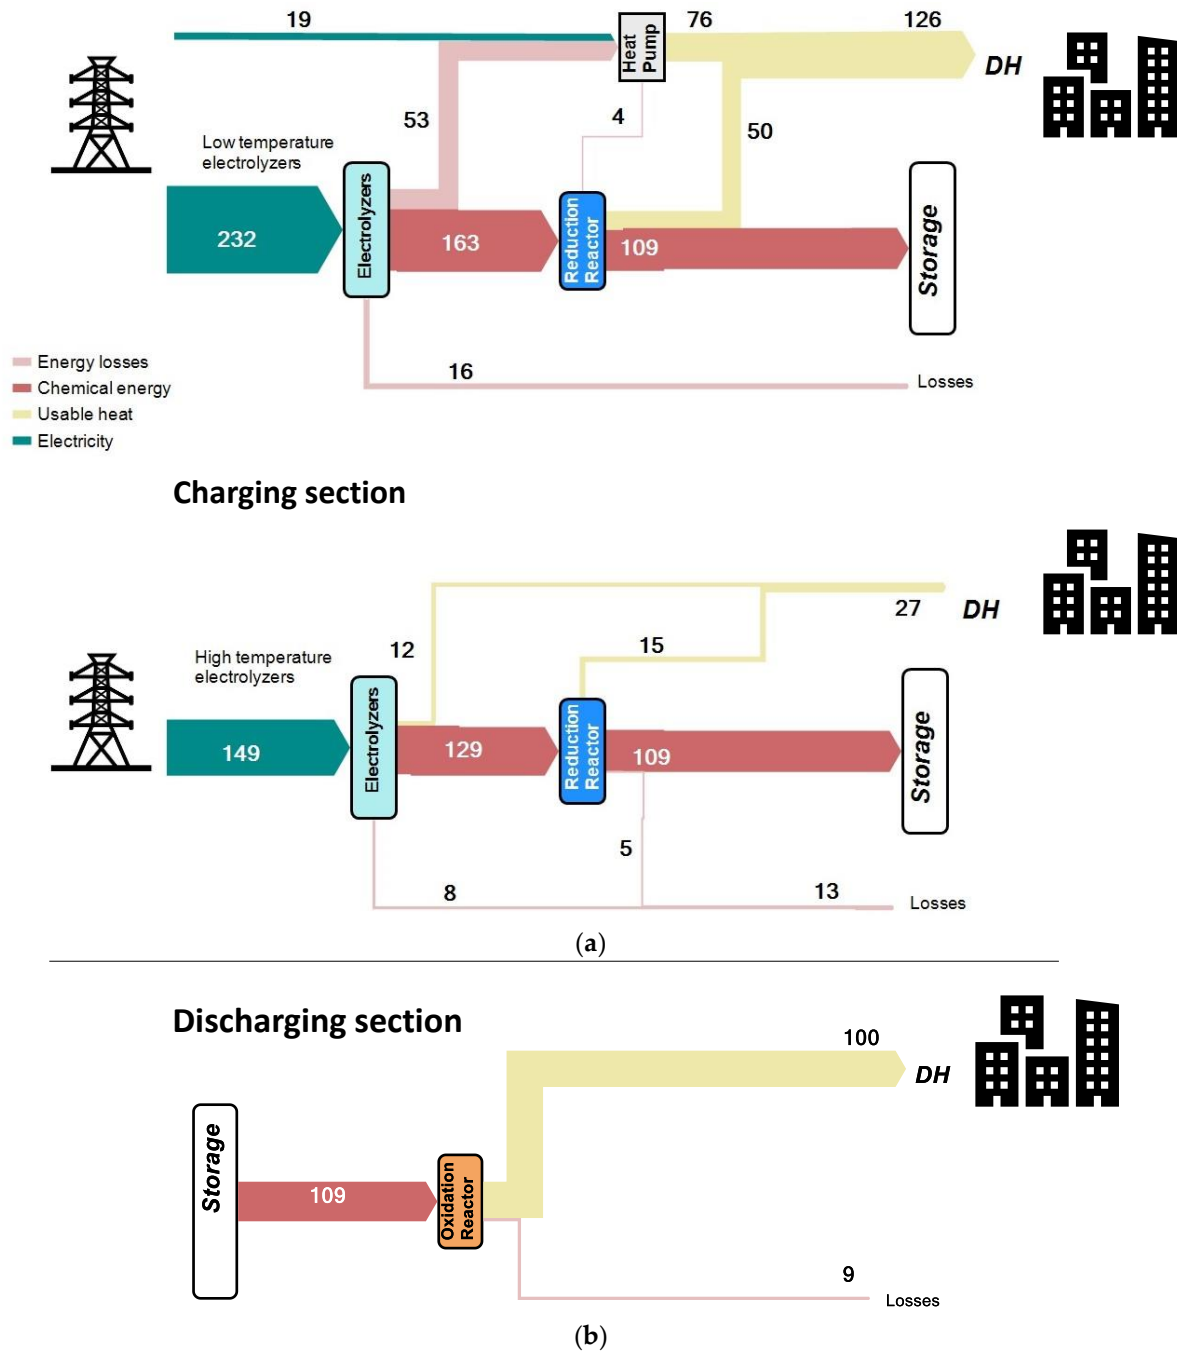 19
76
126
Heat
Pump
DH
53
4
50
Low temperature
electrolyzers
232
Electrolyzers
163
Reduction
Reactor
109
Storage
Energy losses
Chemical energy
Usable heat
Electricity
16
Losses
Charging section
27
DH
12
15
High temperature
electrolyzers
149
Electrolyzers
129
Reduction
Reactor
109
Storage
5
8
13
Losses
(a)
Discharging section
100
DH
Storage
109
Oxidation
Reactor
9
Losses
(b)